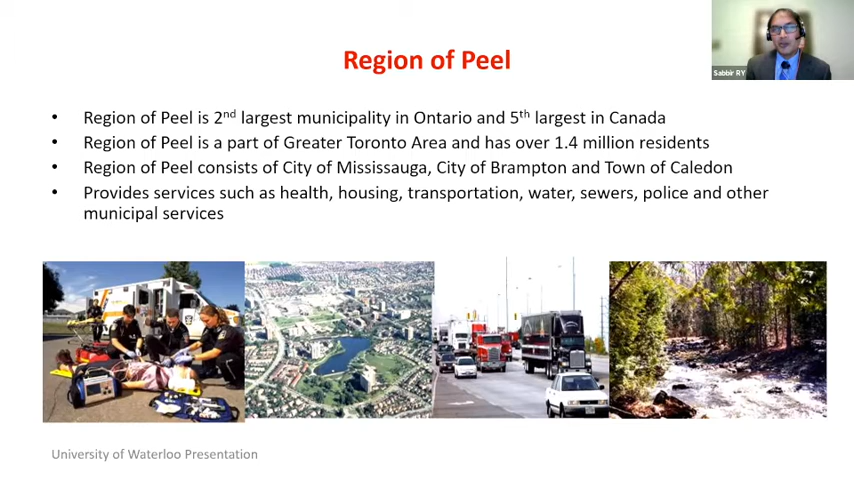 Region of Peel
Sabbir RY
• Region of Peel is 2nd largest municipality in Ontario and 5th largest in Canada
• Region of Peel is a part of Greater Toronto Area and has over 1.4 million residents
• Region of Peel consists of City of Mississauga, City of Brampton and Town of Caledon
• Provides services such as health, housing, transportation, water, sewers, police and other
municipal services
University of Waterloo Presentation